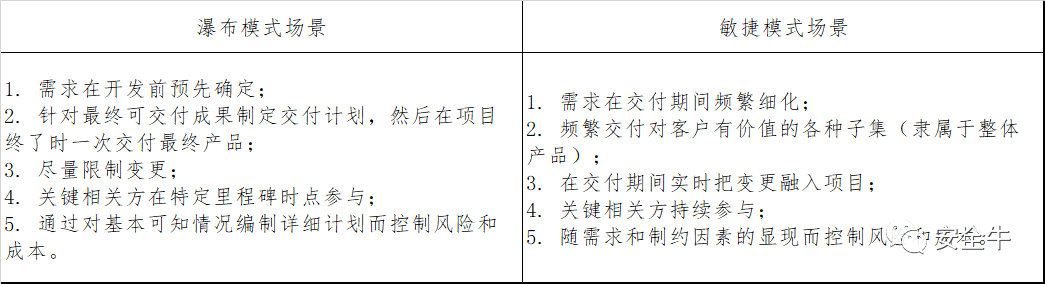 瀑布模式场景
敏捷模式场景
1. 需求在开发前预先确定；
2. 针对最终可交付成果制定交付计划，然后在项目
终了时一次交付最终产品；
3. 尽量限制变更；
4. 关键相关方在特定里程碑时点参与；
5. 通过对基本可知情况编制详细计划而控制风险和
成本。
1. 需求在交付期间频繁细化；
2. 频繁交付对客户有价值的各种子集（隶属于整体
产品）；
3. 在交付期间实时把变更融入项目；
4. 关键相关方持续参与；
5. 随需求和制约因素的显现而控制风险和成本。
安全牛